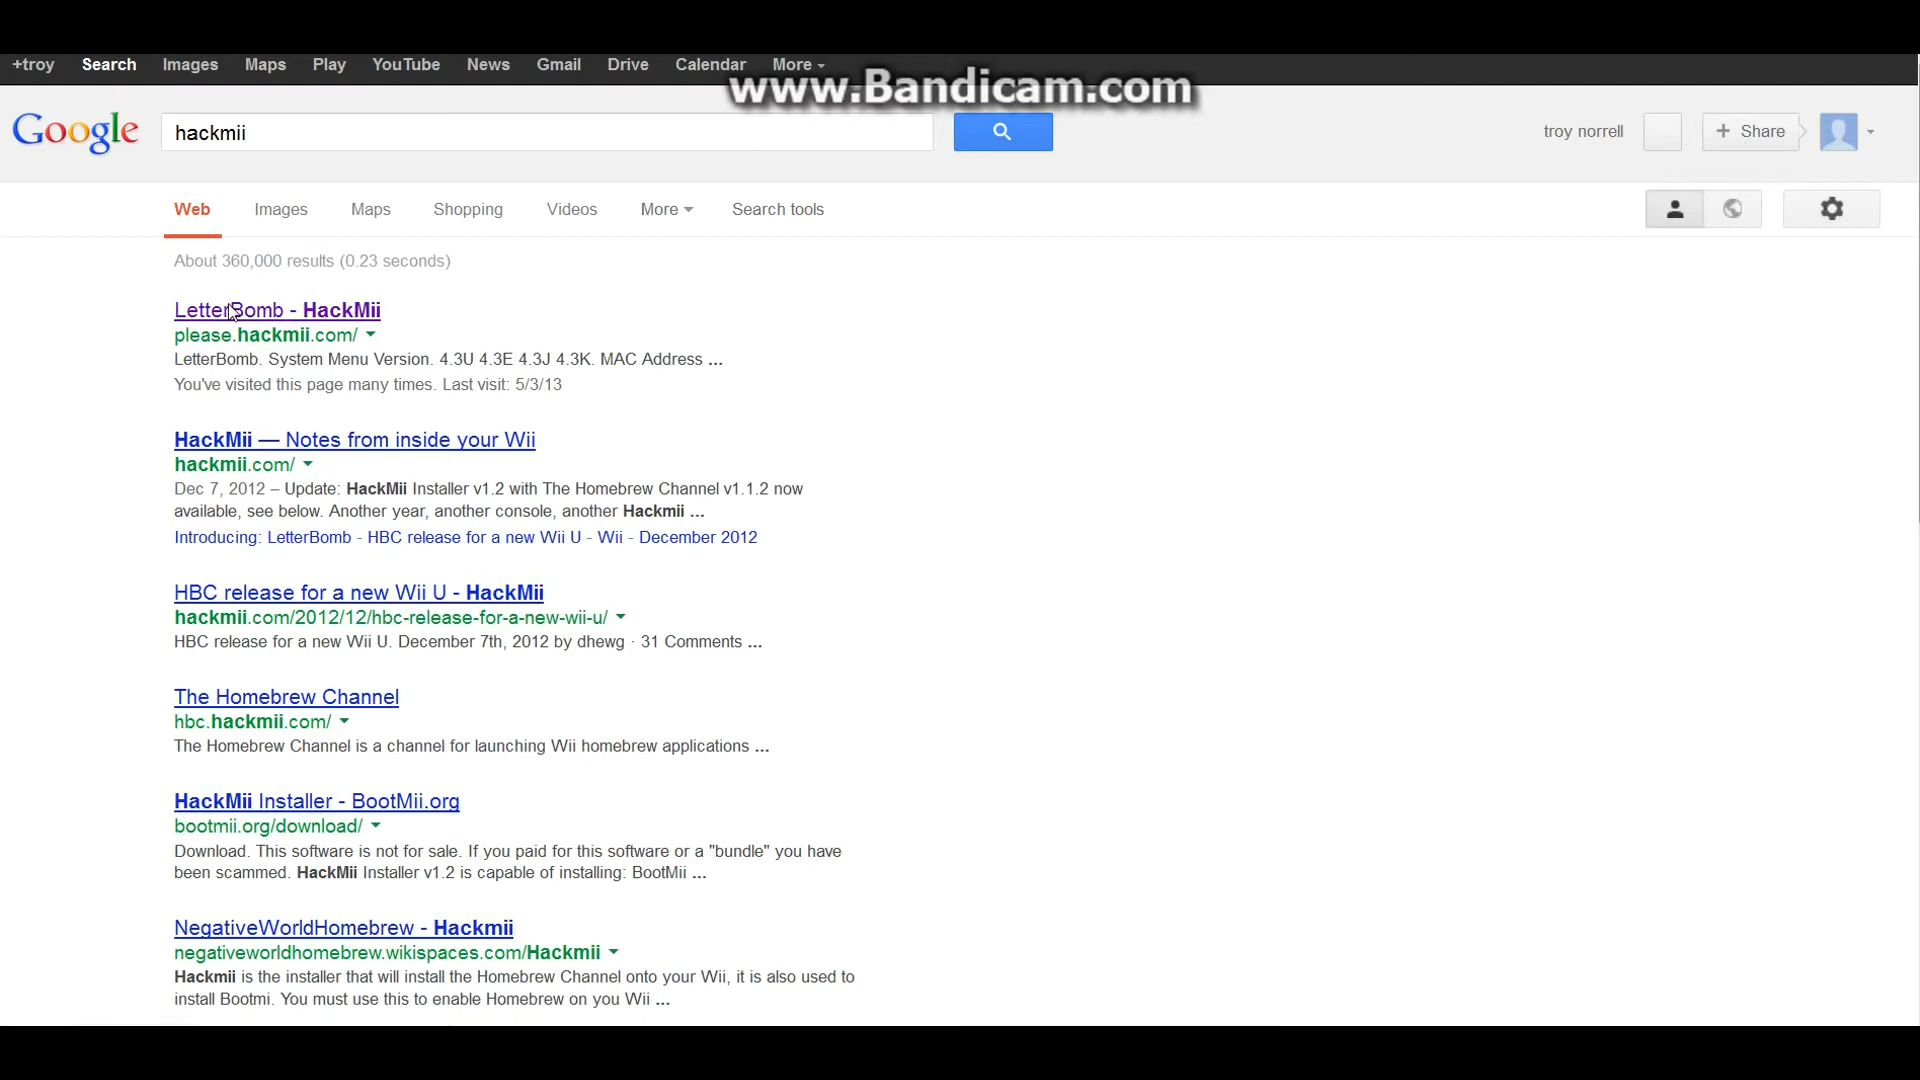 +troy Search Images Maps Play YouTube News Gmail Drive Calendar More
www.Bandicam.com
Google hackmii troy norrell + Share
Web Images Maps Shopping Videos More Search tools
About 360,000 results (0.23 seconds)
LetterBomb - HackMii
please.hackmii.com/
LetterBomb. System Menu Version. 4.3U 4.3E 4.3J 4.3K. MAC Address ...
You've visited this page many times. Last visit: 5/3/13
HackMii — Notes from inside your Wii
hackmii.com/
Dec 7, 2012 – Update: HackMii Installer v1.2 with The Homebrew Channel v1.1.2 now
available, see below. Another year, another console, another Hackmii ...
Introducing: LetterBomb - HBC release for a new Wii U - Wii - December 2012
HBC release for a new Wii U - HackMii
hackmii.com/2012/12/hbc-release-for-a-new-wii-u/
HBC release for a new Wii U. December 7th, 2012 by dhewg · 31 Comments ...
The Homebrew Channel
hbc.hackmii.com/
The Homebrew Channel is a channel for launching Wii homebrew applications ...
HackMii Installer - BootMii.org
bootmii.org/download/
Download. This software is not for sale. If you paid for this software or a "bundle" you have
been scammed. HackMii Installer v1.2 is capable of installing: BootMii ...
NegativeWorldHomebrew - Hackmii
negativeworldhomebrew.wikispaces.com/Hackmii
Hackmii is the installer that will install the Homebrew Channel onto your Wii, it is also used to
install Bootmi. You must use this to enable Homebrew on you Wii ...